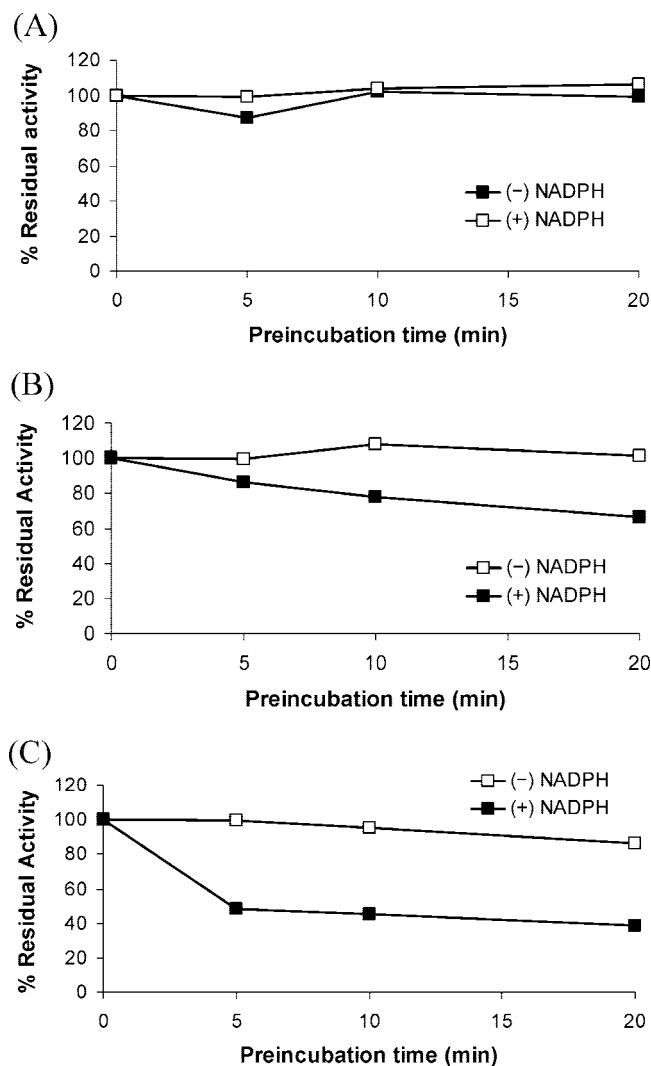 (A)
120
100
80
60
40
20
0
% Residual activity
(−) NADPH
(+) NADPH
0 5 10 15 20
Preincubation time (min)
(B)
120
100
80
60
40
20
0
% Residual Activity
(−) NADPH
(+) NADPH
0 5 10 15 20
Preincubation time (min)
(C)
120
100
80
60
40
20
0
% Residual Activity
(−) NADPH
(+) NADPH
0 5 10 15 20
Preincubation time (min)